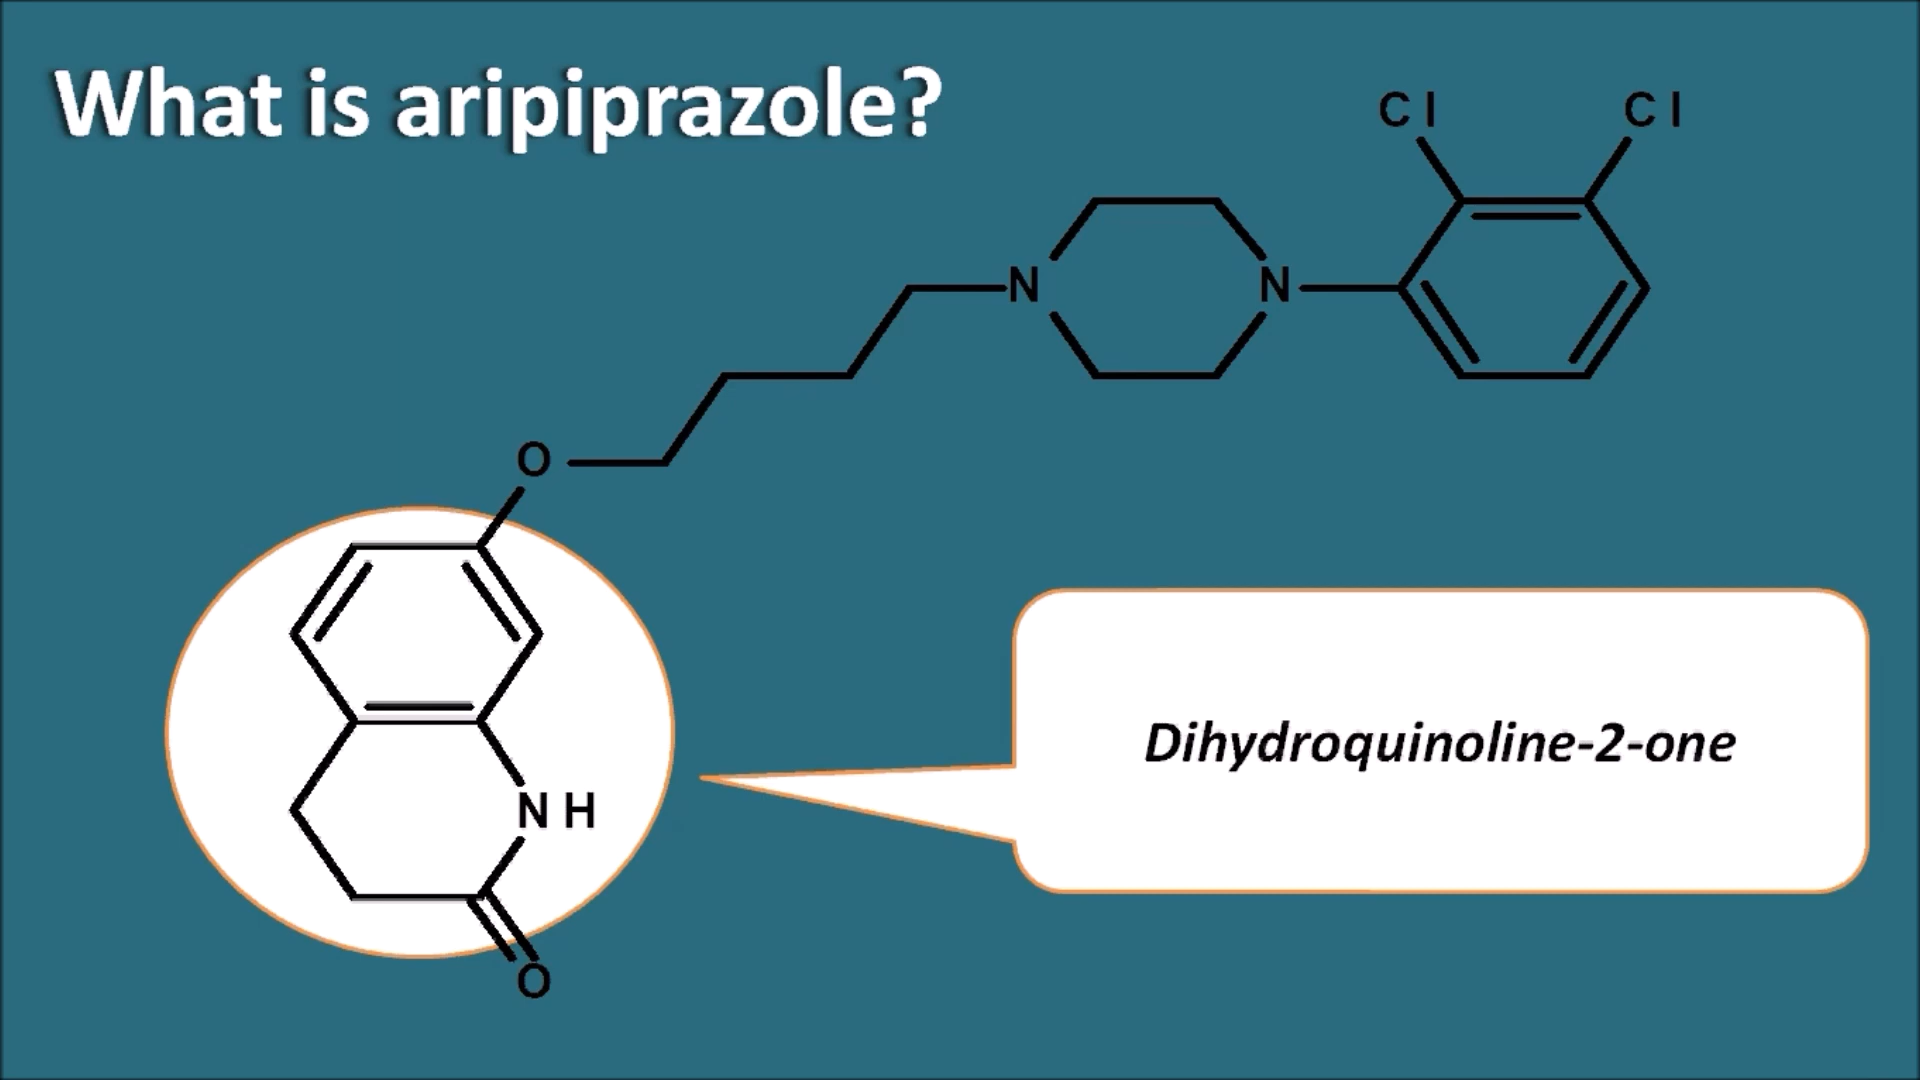 What is aripiprazole?
Cl Cl
N N
O
NH
Dihydroquinoline-2-one
O